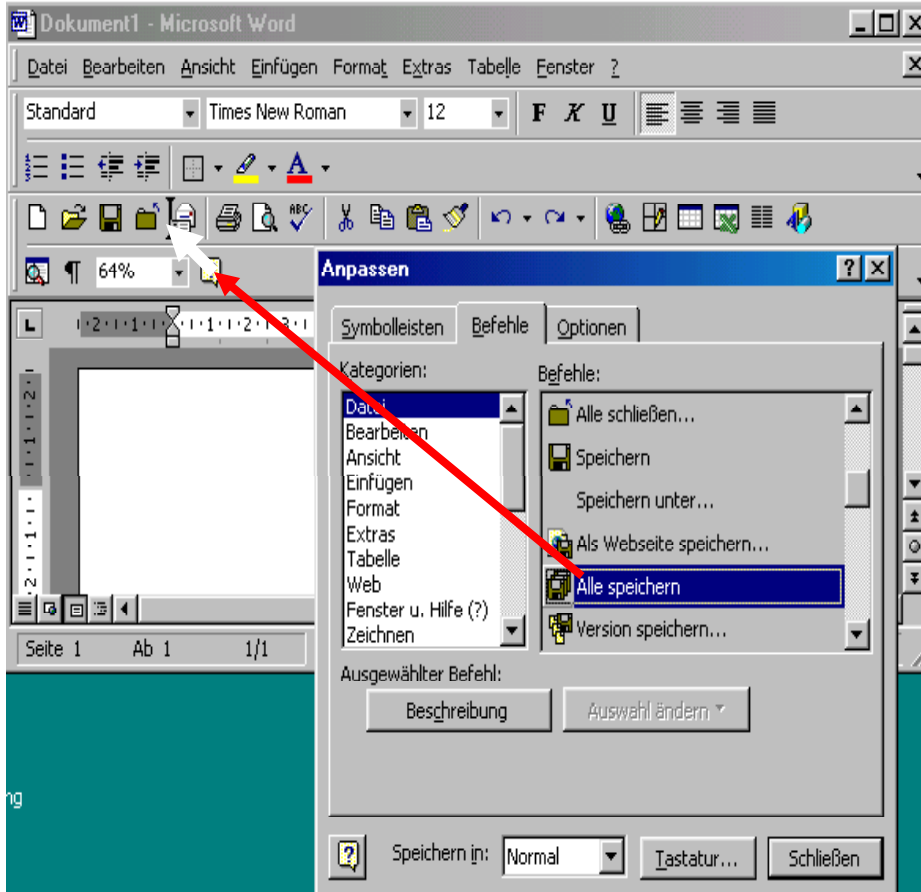 Dokument1 - Microsoft Word
Datei Bearbeiten Ansicht Einfügen Format Extras Tabelle Fenster ?
Standard Times New Roman 12 F K U
ABC
64%
Anpassen
Symbolleisten Befehle Optionen
Kategorien:
Befehle:
Datei
Bearbeiten
Ansicht
Einfügen
Format
Extras
Tabelle
Web
Fenster u. Hilfe (?)
Zeichnen
Alle schließen...
Speichern
Speichern unter...
Als Webseite speichern...
Alle speichern
Version speichern...
Seite 1 Ab 1 1/1
Ausgewählter Befehl:
Beschreibung Auswahl ändern
ng
Speichern in: Normal Tastatur... Schließen